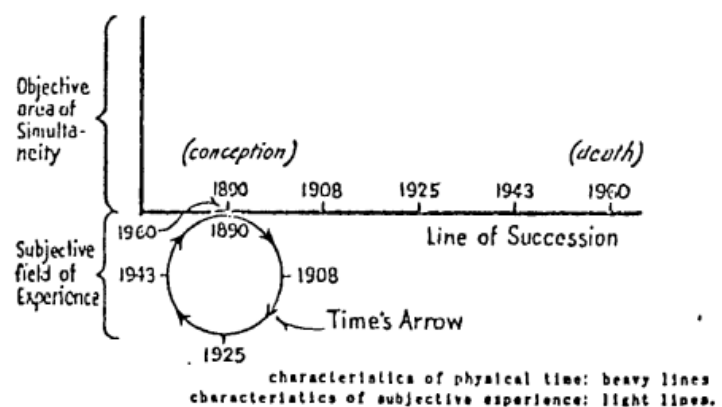 Objective
area of
Simulta-
neity
(conception)
(death)
1890
1908
1925
1943
1960
1960
1890
Line of Succession
Subjective
field of
Experience
1943
1908
Time's Arrow
1925
characteristics of physical time: heavy lines
characteristics of subjective experience: light lines.